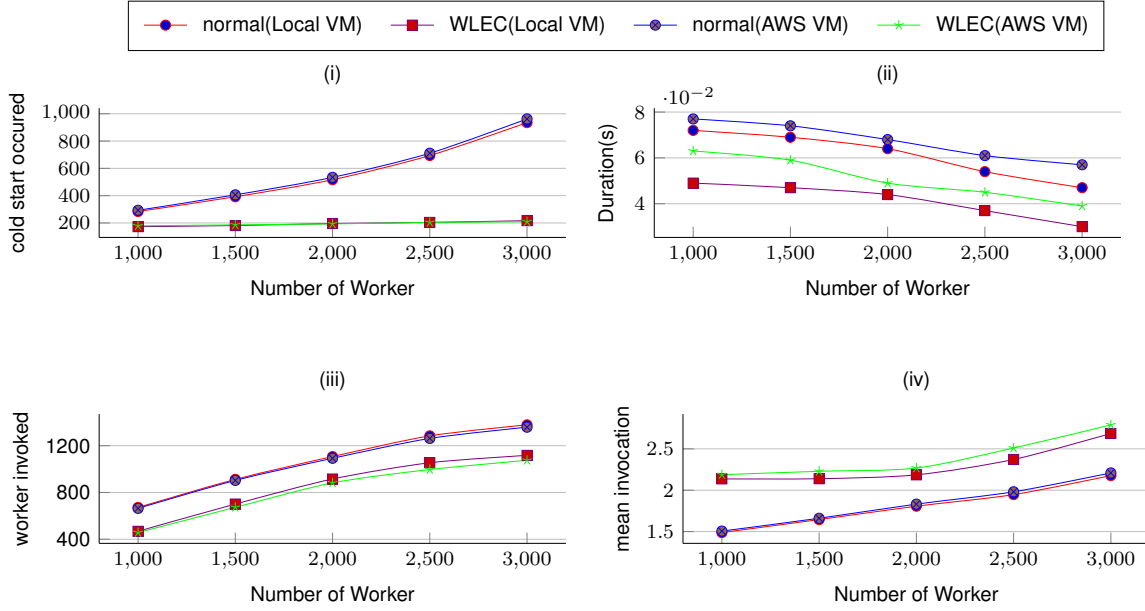 normal(Local VM) WLEC(Local VM) normal(AWS VM) WLEC(AWS VM)
(i)
cold start occured
1,000
800
600
400
200
1,000 1,500 2,000 2,500 3,000
Number of Worker
(ii)
·10−2
Duration(s)
8
6
4
1,000 1,500 2,000 2,500 3,000
Number of Worker
(iii)
worker invoked
1200
800
400
1,000 1,500 2,000 2,500 3,000
Number of Worker
(iv)
mean invocation
2.5
2
1.5
1,000 1,500 2,000 2,500 3,000
Number of Worker